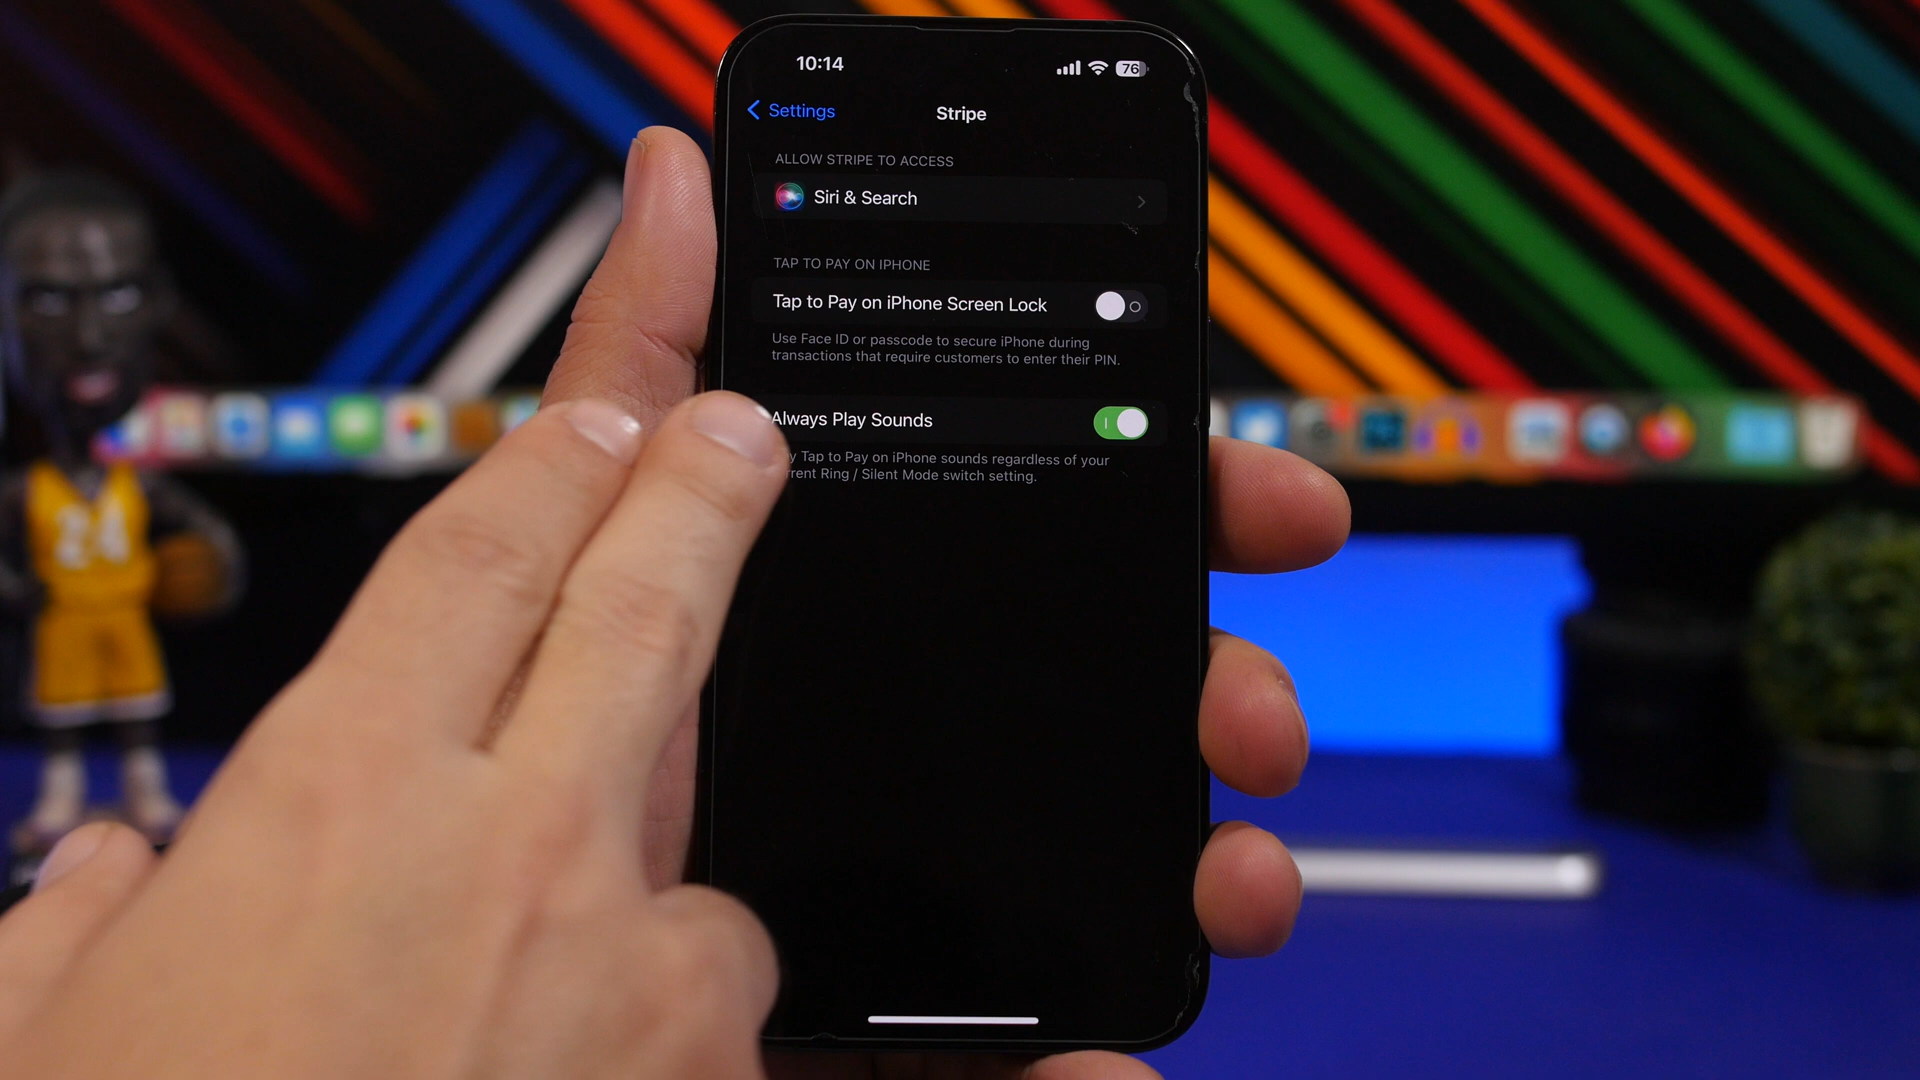 10:14
76
Settings
Stripe
ALLOW STRIPE TO ACCESS
Siri & Search
TAP TO PAY ON IPHONE
Tap to Pay on iPhone Screen Lock
Use Face ID or passcode to secure iPhone during
transactions that require customers to enter their PIN.
Always Play Sounds
y Tap to Pay on iPhone sounds regardless of your
rrent Ring / Silent Mode switch setting.
24